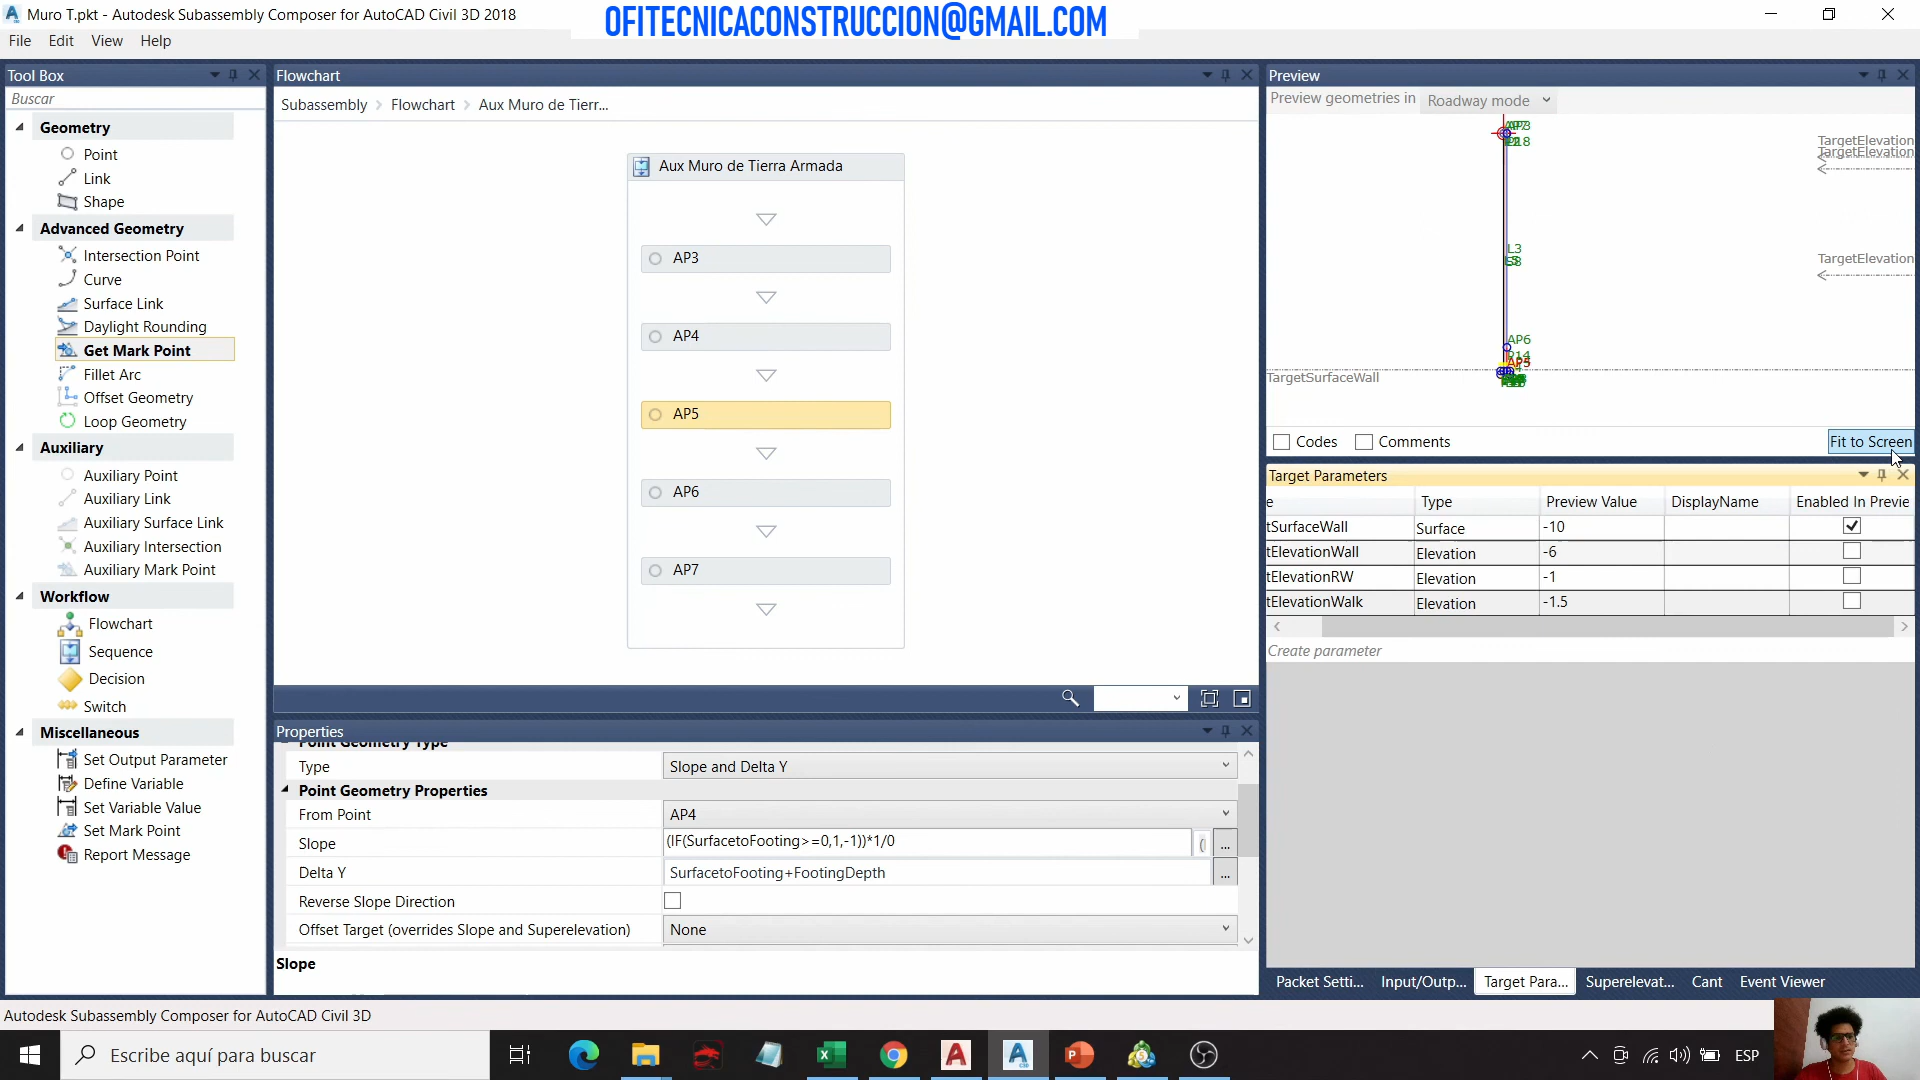 Muro T.pkt - Autodesk Subassembly Composer for AutoCAD Civil 3D 2018
OFITECNICACONSTRUCCION@GMAIL.COM
File Edit View Help
Tool Box
Buscar
Geometry
Point
Link
Shape
Advanced Geometry
Intersection Point
Curve
Surface Link
Daylight Rounding
Get Mark Point
Fillet Arc
Offset Geometry
Loop Geometry
Auxiliary
Auxiliary Point
Auxiliary Link
Auxiliary Surface Link
Auxiliary Intersection
Auxiliary Mark Point
Workflow
Flowchart
Sequence
Decision
Switch
Miscellaneous
Set Output Parameter
Define Variable
Set Variable Value
Set Mark Point
Report Message
Flowchart
Subassembly > Flowchart > Aux Muro de Tierr...
Aux Muro de Tierra Armada
AP3
AP4
AP5
AP6
AP7
Properties
Point Geometry Type
Type Slope and Delta Y
Point Geometry Properties
From Point AP4
Slope (IF(SurfacetoFooting>=0,1,-1))*1/0 ...
Delta Y SurfacetoFooting+FootingDepth ...
Reverse Slope Direction
Offset Target (overrides Slope and Superelevation) None
Slope
Preview
Preview geometries in Roadway mode
TargetElevation
TargetElevation
L3
TargetElevation
AP6
AP5
TargetSurfaceWall
Codes Comments Fit to Screen
Target Parameters
e Type Preview Value DisplayName Enabled In Previe
tSurfaceWall Surface -10
tElevationWall Elevation -6
tElevationRW Elevation -1
tElevationWalk Elevation -1.5
Create parameter
Packet Setti... Input/Outp... Target Para... Superelevat... Cant Event Viewer
Autodesk Subassembly Composer for AutoCAD Civil 3D
Escribe aquí para buscar
ESP